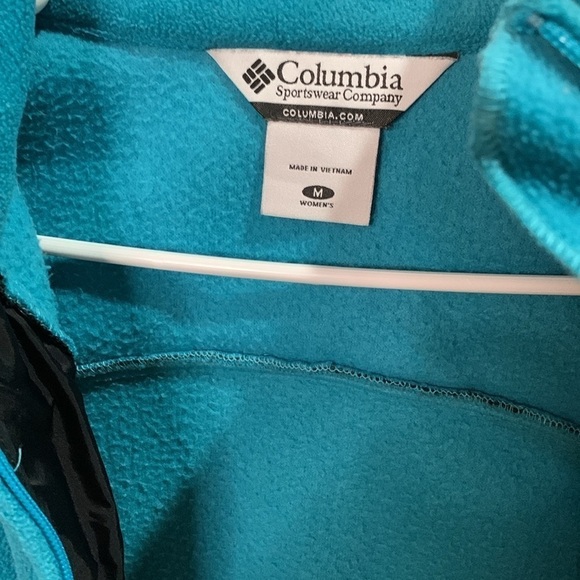 Columbia
Sportswear Company
COLUMBIA.COM
MADE IN VIETNAM
M
WOMEN'S